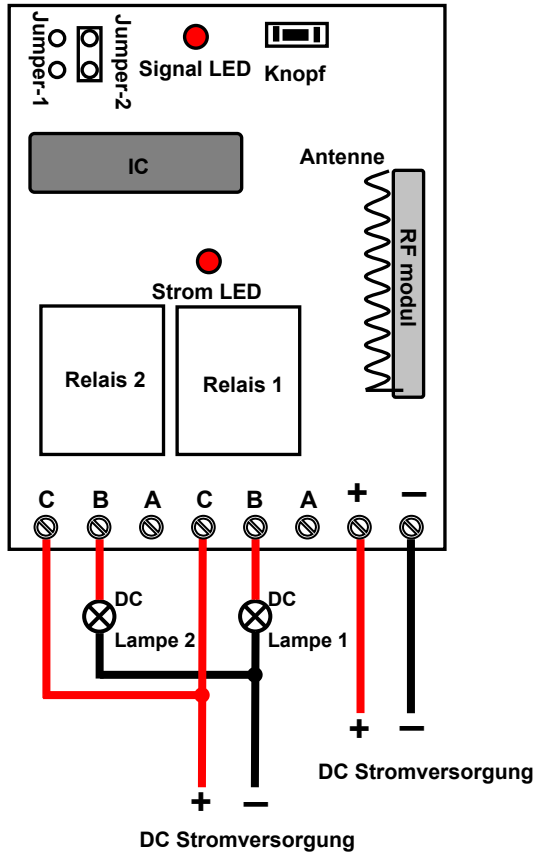 Jumper-1
Jumper-2
Signal LED
Knopf
IC
Antenne
RF modul
Strom LED
Relais 2
Relais 1
C B A C B A + −
DC
Lampe 2
DC
Lampe 1
+ −
DC Stromversorgung
+ −
DC Stromversorgung